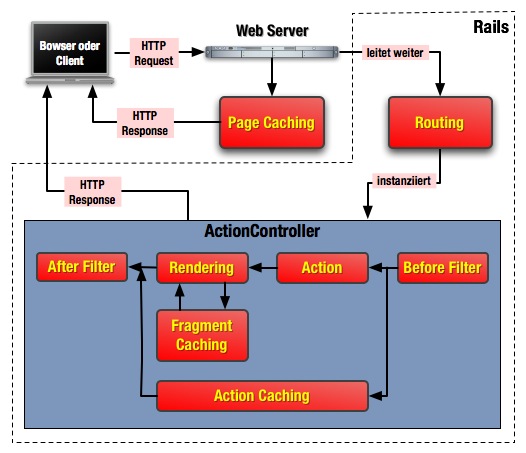 Web Server
Rails
Bowser oder
Client
HTTP
Request
leitet weiter
HTTP
Response
Page Caching
Routing
HTTP
Response
instanziiert
ActionController
After Filter
Rendering
Action
Before Filter
Fragment
Caching
Action Caching